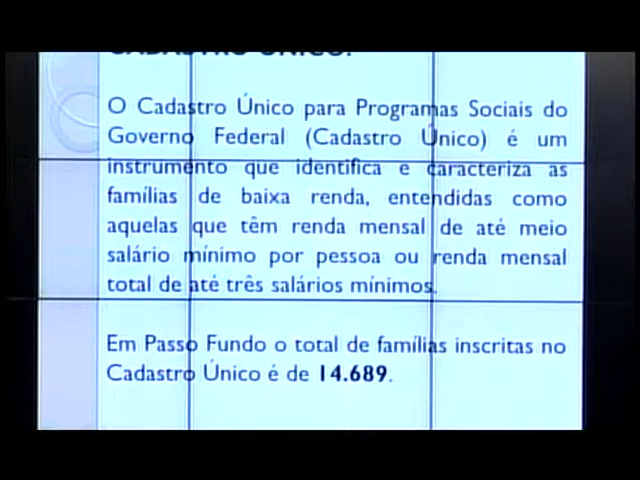 CADASTRO ÚNICO:
O Cadastro Único para Programas Sociais do
Governo Federal (Cadastro Único) é um
instrumento que identifica e caracteriza as
famílias de baixa renda, entendidas como
aquelas que têm renda mensal de até meio
salário mínimo por pessoa ou renda mensal
total de até três salários mínimos.
Em Passo Fundo o total de famílias inscritas no
Cadastro Único é de 14.689.